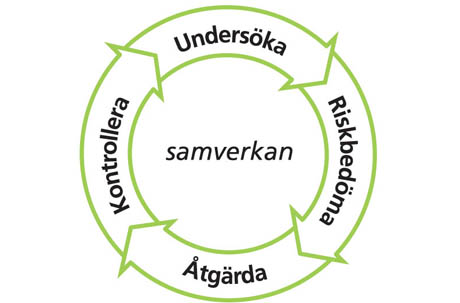 Undersöka
Riskbedöma
Åtgärda
Kontrollera
samverkan